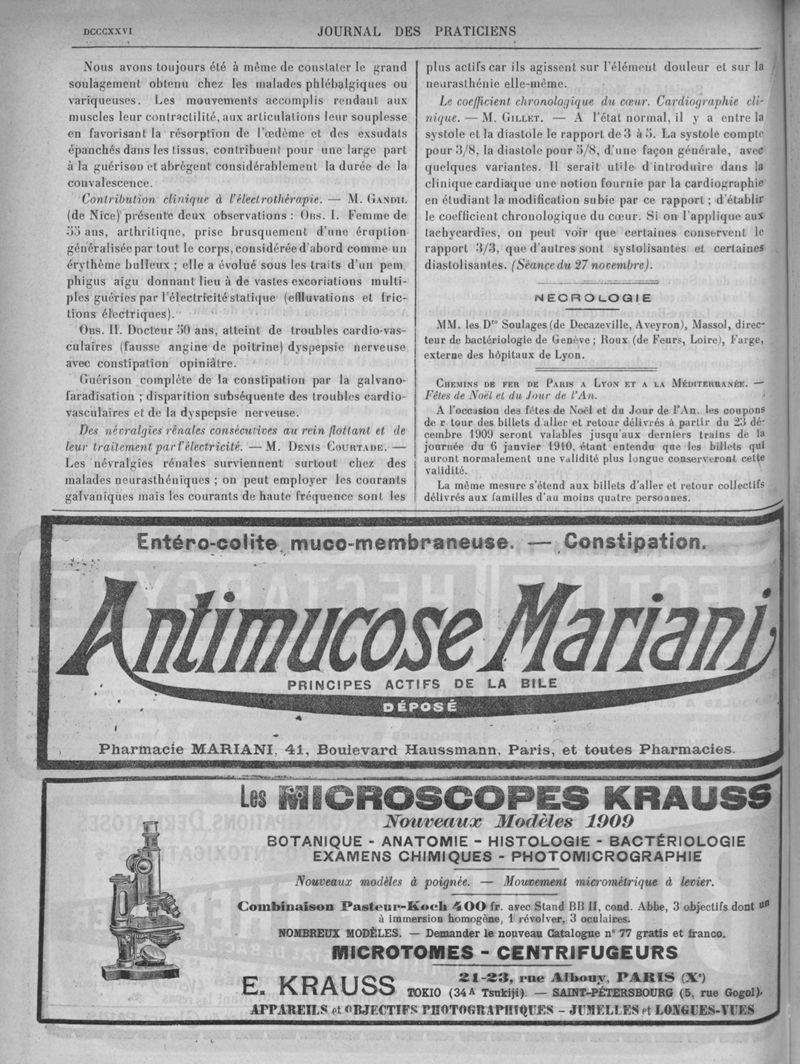 DCCCXXVI
JOURNAL DES PRATICIENS
Nous avons toujours été à même de constater le grand
soulagement obtenu chez les malades phlébalgiques ou
variqueuses. Les mouvements accomplis rendant aux
muscles leur contractilité, aux articulations leur souplesse
en favorisant la résorption de l'œdème et des exsudats
épanchés dans les tissus, contribuent pour une large part
à la guérison et abrègent considérablement la durée de la
convalescence.
Contribution clinique à l'électrothérapie. — M. GANDIL
(de Nice) présente deux observations : OBS. I. Femme de
55 ans, arthritique, prise brusquement d'une éruption
généralisée par tout le corps, considérée d'abord comme un
érythème bulleux ; elle a évolué sous les traits d'un pem
phigus aigu donnant lieu à de vastes excoriations multi-
ples guéries par l'électricité statique (effluvations et fric-
tions électriques).
OBS. II. Docteur 50 ans, atteint de troubles cardio-vas-
culaires (fausse angine de poitrine) dyspepsie nerveuse
avec constipation opiniâtre.
Guérison complète de la constipation par la galvano-
faradisation ; disparition subséquente des troubles cardio-
vasculaires et de la dyspepsie nerveuse.
Des névralgies rénales consécutives au rein flottant et de
leur traitement par l'électricité. — M. DENIS COURTADE. —
Les névralgies rénales surviennent surtout chez des
malades neurasthéniques ; on peut employer les courants
galvaniques mais les courants de haute fréquence sont les
plus actifs car ils agissent sur l'élément douleur et sur la
neurasthénie elle-même.
Le coefficient chronologique du cœur. Cardiographie cli-
nique. — M. GILLET. — A l'état normal, il y a entre la
systole et la diastole le rapport de 3 à 5. La systole compte
pour 3/8, la diastole pour 5/8, d'une façon générale, avec
quelques variantes. Il serait utile d'introduire dans la
clinique cardiaque une notion fournie par la cardiographie
en étudiant la modification subie par ce rapport ; d'établir
le coefficient chronologique du cœur. Si on l'applique aux
tachycardies, on peut voir que certaines conservent le
rapport 3/3, que d'autres sont systolisantes et certaines
diastolisantes. (Séance du 27 novembre).
NÉCROLOGIE
MM. les Drs Soulages (de Decazeville, Aveyron), Massol, direc-
teur de bactériologie de Genève ; Roux (de Feurs, Loire), Farge,
externe des hôpitaux de Lyon.
CHEMINS DE FER DE PARIS A LYON ET A LA MÉDITERRANÉE. —
Fêtes de Noël et du Jour de l'An.
A l'occasion des fêtes de Noël et du Jour de l'An, les coupons
de r tour des billets d'aller et retour délivrés à partir du 23 dé-
cembre 1909 seront valables jusqu'aux derniers trains de la
journée du 6 janvier 1910, étant entendu que les billets qui
auront normalement une validité plus longue conserveront cette
validité.
La même mesure s'étend aux billets d'aller et retour collectifs
délivrés aux familles d'au moins quatre personnes.
Entéro-colite muco-membraneuse. — Constipation.
Antimucose Mariani
PRINCIPES ACTIFS DE LA BILE
DÉPOSÉ
Pharmacie MARIANI, 41, Boulevard Haussmann, Paris, et toutes Pharmacies.
Les MICROSCOPES KRAUSS
Nouveaux Modèles 1909
BOTANIQUE - ANATOMIE - HISTOLOGIE - BACTÉRIOLOGIE
EXAMENS CHIMIQUES - PHOTOMICROGRAPHIE
Nouveaux modèles à poignée. — Mouvement micrométrique à levier.
Combinaison Pasteur-Koch 400 fr. avec Stand BB II, cond. Abbe, 3 objectifs dont un
à immersion homogène, 1 révolver, 3 oculaires.
NOMBREUX MODÈLES. — Demander le nouveau Catalogue n° 77 gratis et franco.
MICROTOMES - CENTRIFUGEURS
E. KRAUSS
21-23, rue Albouy, PARIS (Xe)
TOKIO (34 A Tsukiji). — SAINT-PÉTERSBOURG (5, rue Gogol).
APPAREILS et OBJECTIFS PHOTOGRAPHIQUES - JUMELLES et LONGUES-VUES